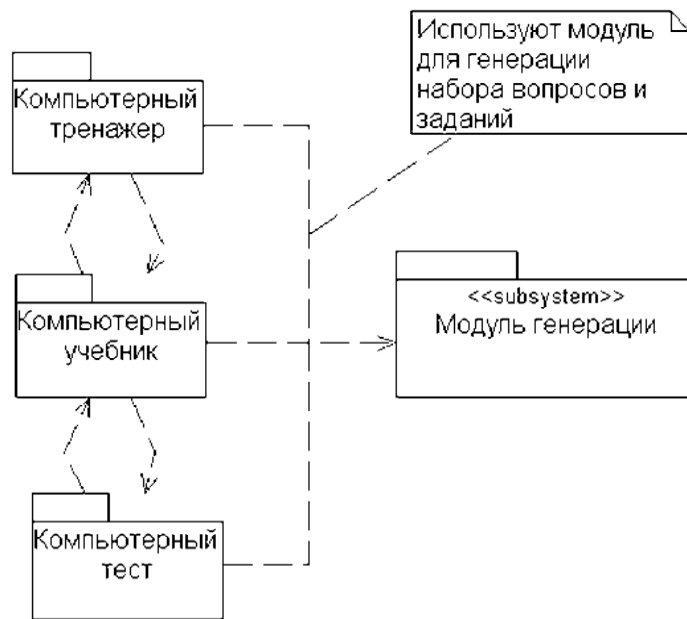 Используют модуль
для генерации
набора вопросов и
заданий
Компьютерный
тренажер
<<subsystem>>
Модуль генерации
Компьютерный
учебник
Компьютерный
тест